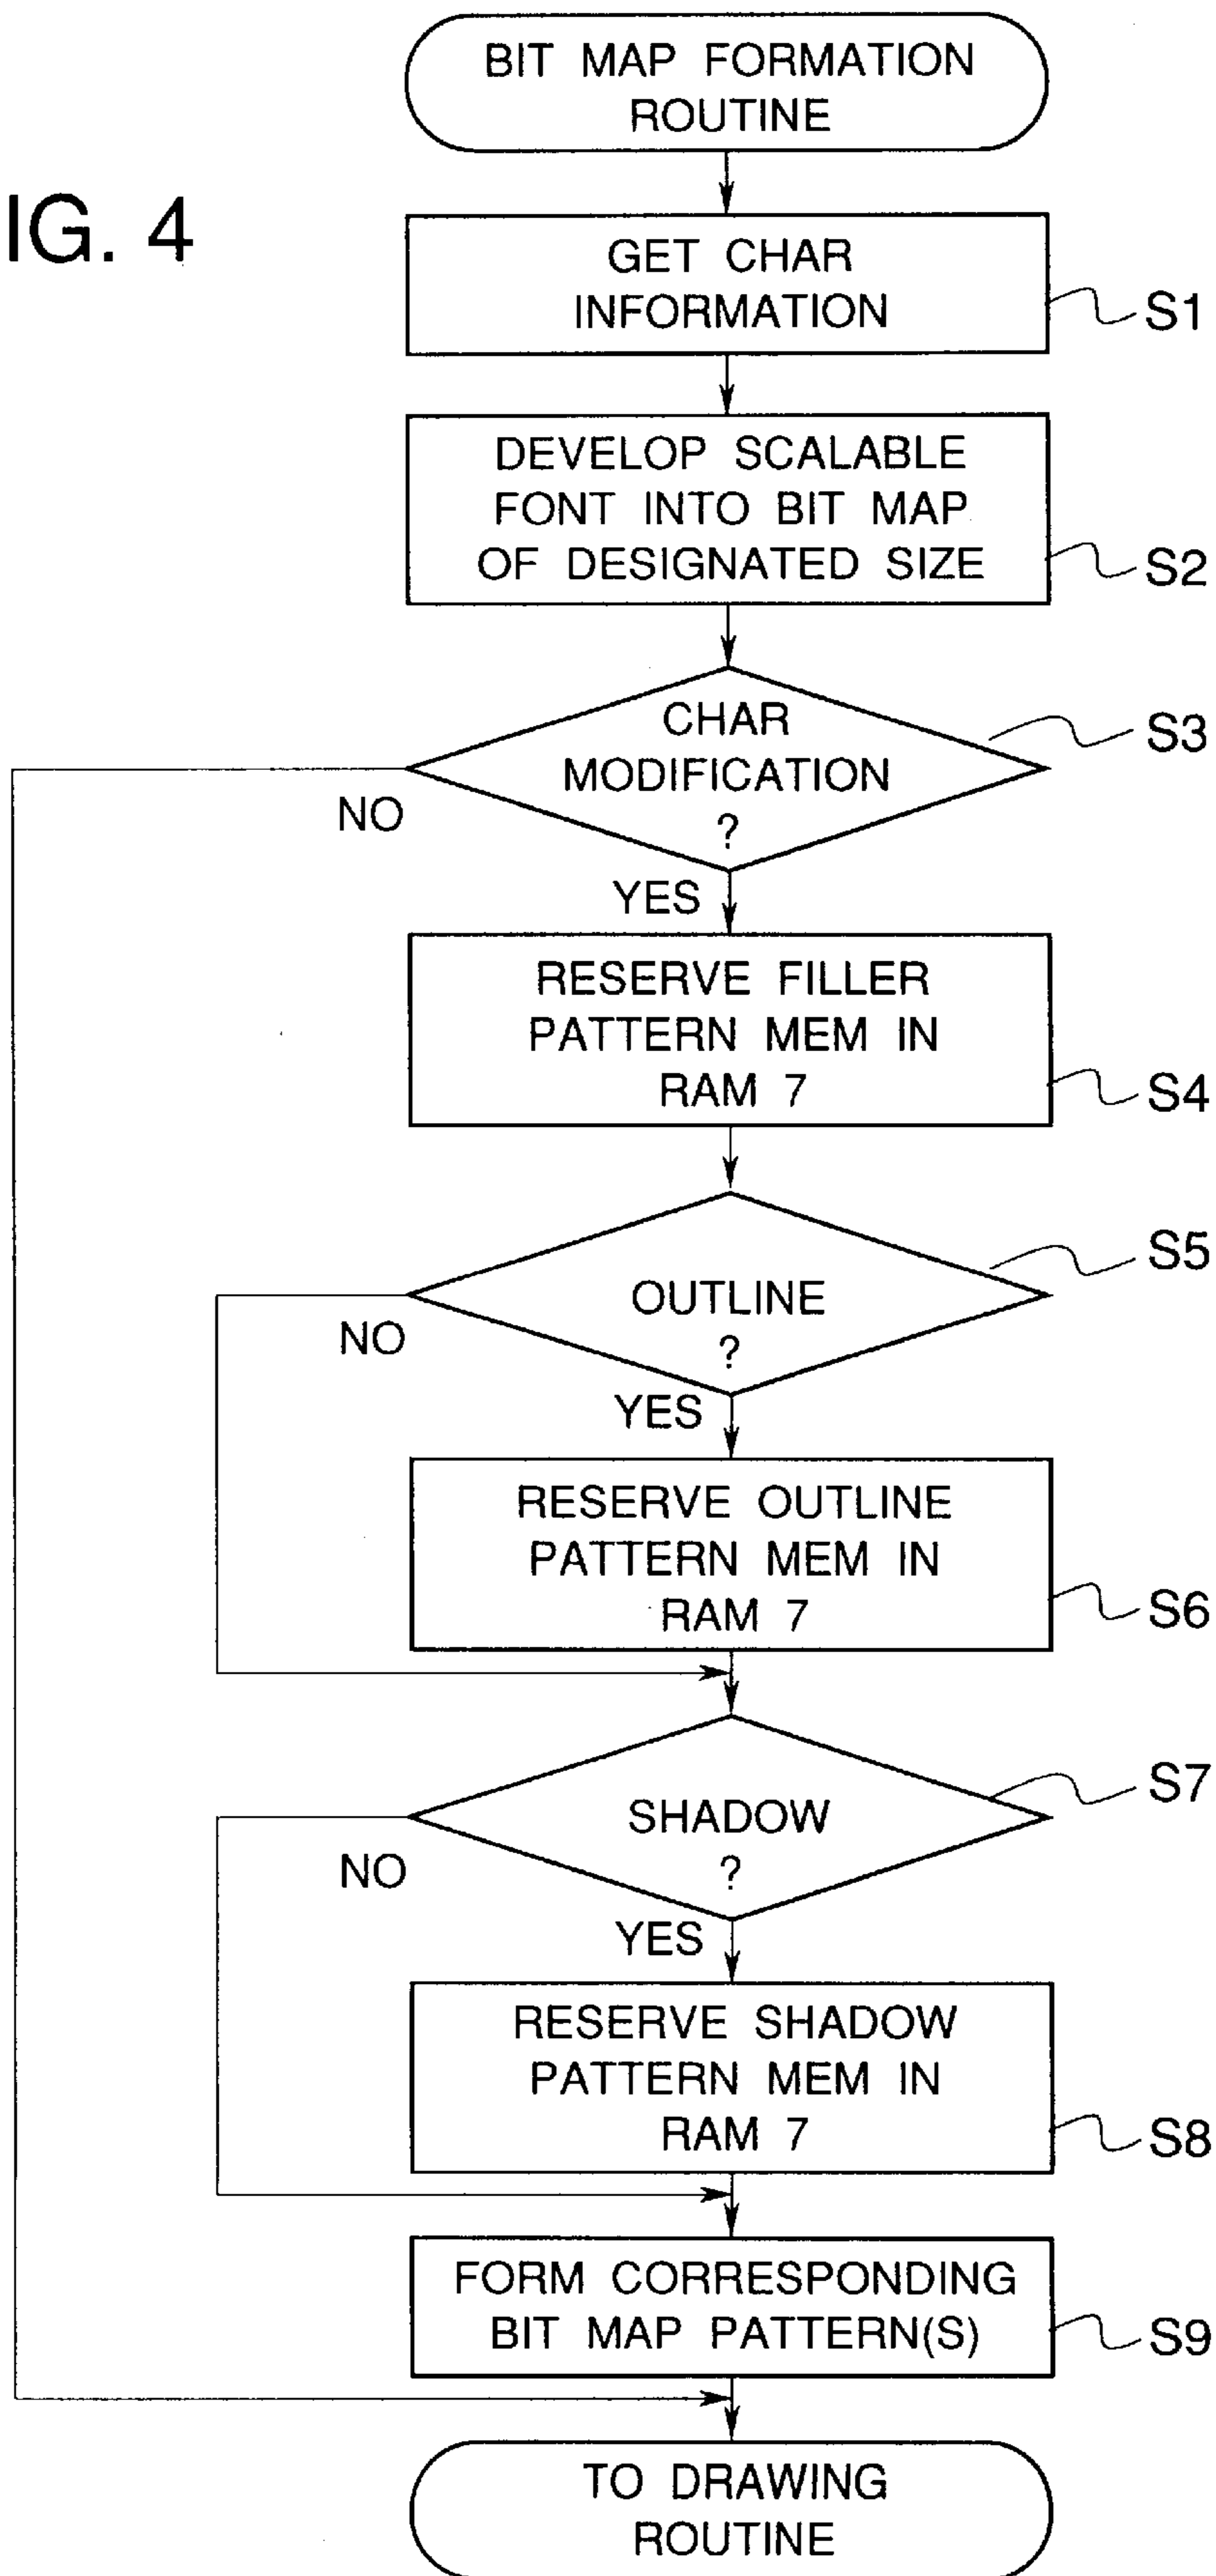 BIT MAP FORMATION
ROUTINE
IG. 4
GET CHAR
INFORMATION
S1
DEVELOP SCALABLE
FONT INTO BIT MAP
OF DESIGNATED SIZE
S2
CHAR
MODIFICATION
?
S3
NO
YES
RESERVE FILLER
PATTERN MEM IN
RAM 7
S4
OUTLINE
?
S5
NO
YES
RESERVE OUTLINE
PATTERN MEM IN
RAM 7
S6
SHADOW
?
S7
NO
YES
RESERVE SHADOW
PATTERN MEM IN
RAM 7
S8
FORM CORRESPONDING
BIT MAP PATTERN(S)
S9
TO DRAWING
ROUTINE